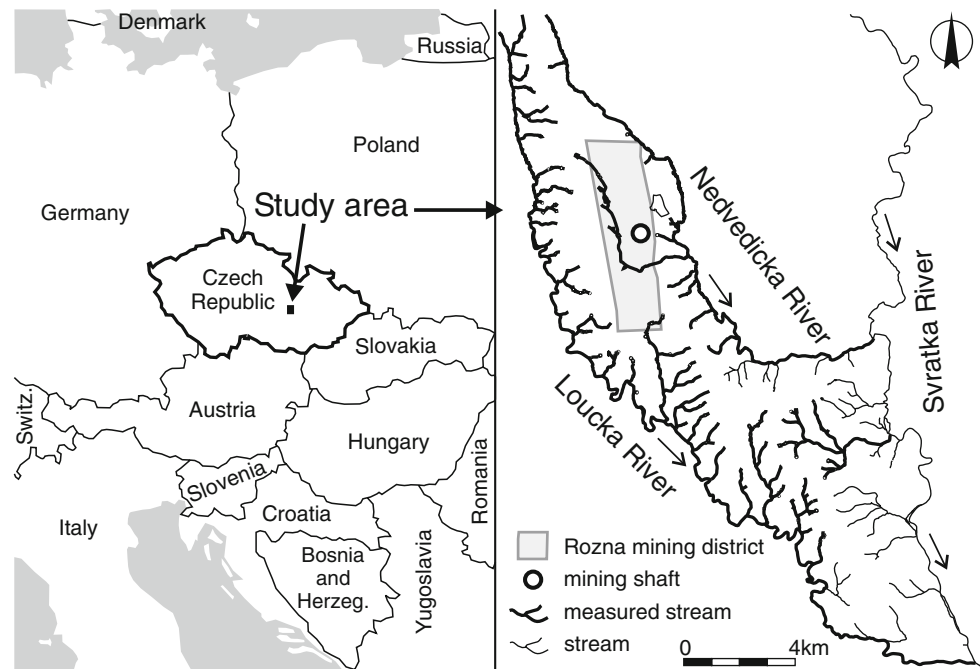 Denmark
Russia
Poland
Germany
Study area
Czech
Republic
Slovakia
Switz.
Austria
Hungary
Slovenia
Romania
Croatia
Italy
Bosnia
and
Herzeg.
Yugoslavia
Nedvedicka River
Svratka River
Loucka River
Rozna mining district
mining shaft
measured stream
stream
0 4km